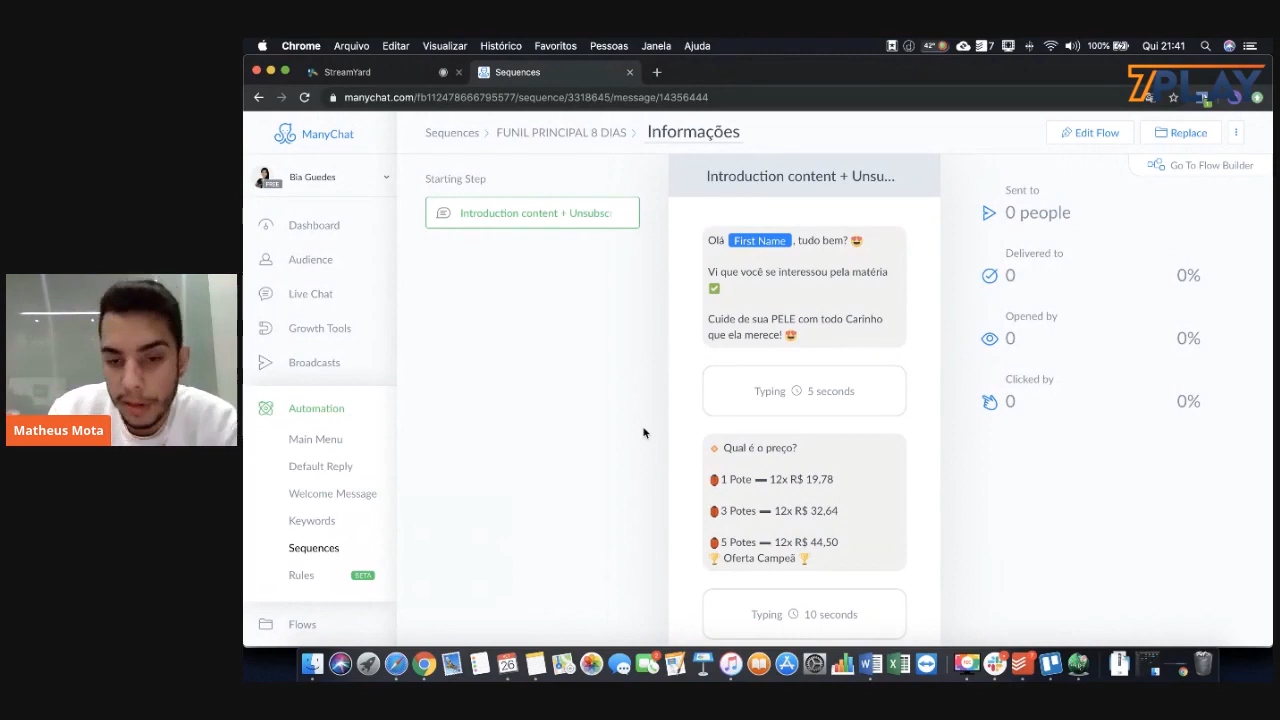 Chrome Arquivo Editar Visualizar Histórico Favoritos Pessoas Janela Ajuda
42° 7 100% Qui 21:41
StreamYard
Sequences
7PLAY
manychat.com/fb112478666795577/sequence/3318645/message/14356444
ManyChat
Sequences > FUNIL PRINCIPAL 8 DIAS > Informações
Edit Flow
Replace
Go To Flow Builder
Bia Guedes
FREE
Dashboard
Audience
Live Chat
Growth Tools
Broadcasts
Automation
Main Menu
Default Reply
Welcome Message
Keywords
Sequences
Rules BETA
Flows
Starting Step
Introduction content + Unsubsc
Introduction content + Unsu...
Olá First Name , tudo bem? 😍
Vi que você se interessou pela matéria
✅
Cuide de sua PELE com todo Carinho
que ela merece! 😍
Typing 5 seconds
🔸 Qual é o preço?
1 Pote ➖ 12x R$ 19,78
3 Potes ➖ 12x R$ 32,64
5 Potes ➖ 12x R$ 44,50
🏆 Oferta Campeã 🏆
Typing 10 seconds
Sent to
0 people
Delivered to
0 0%
Opened by
0 0%
Clicked by
0 0%
Matheus Mota
26